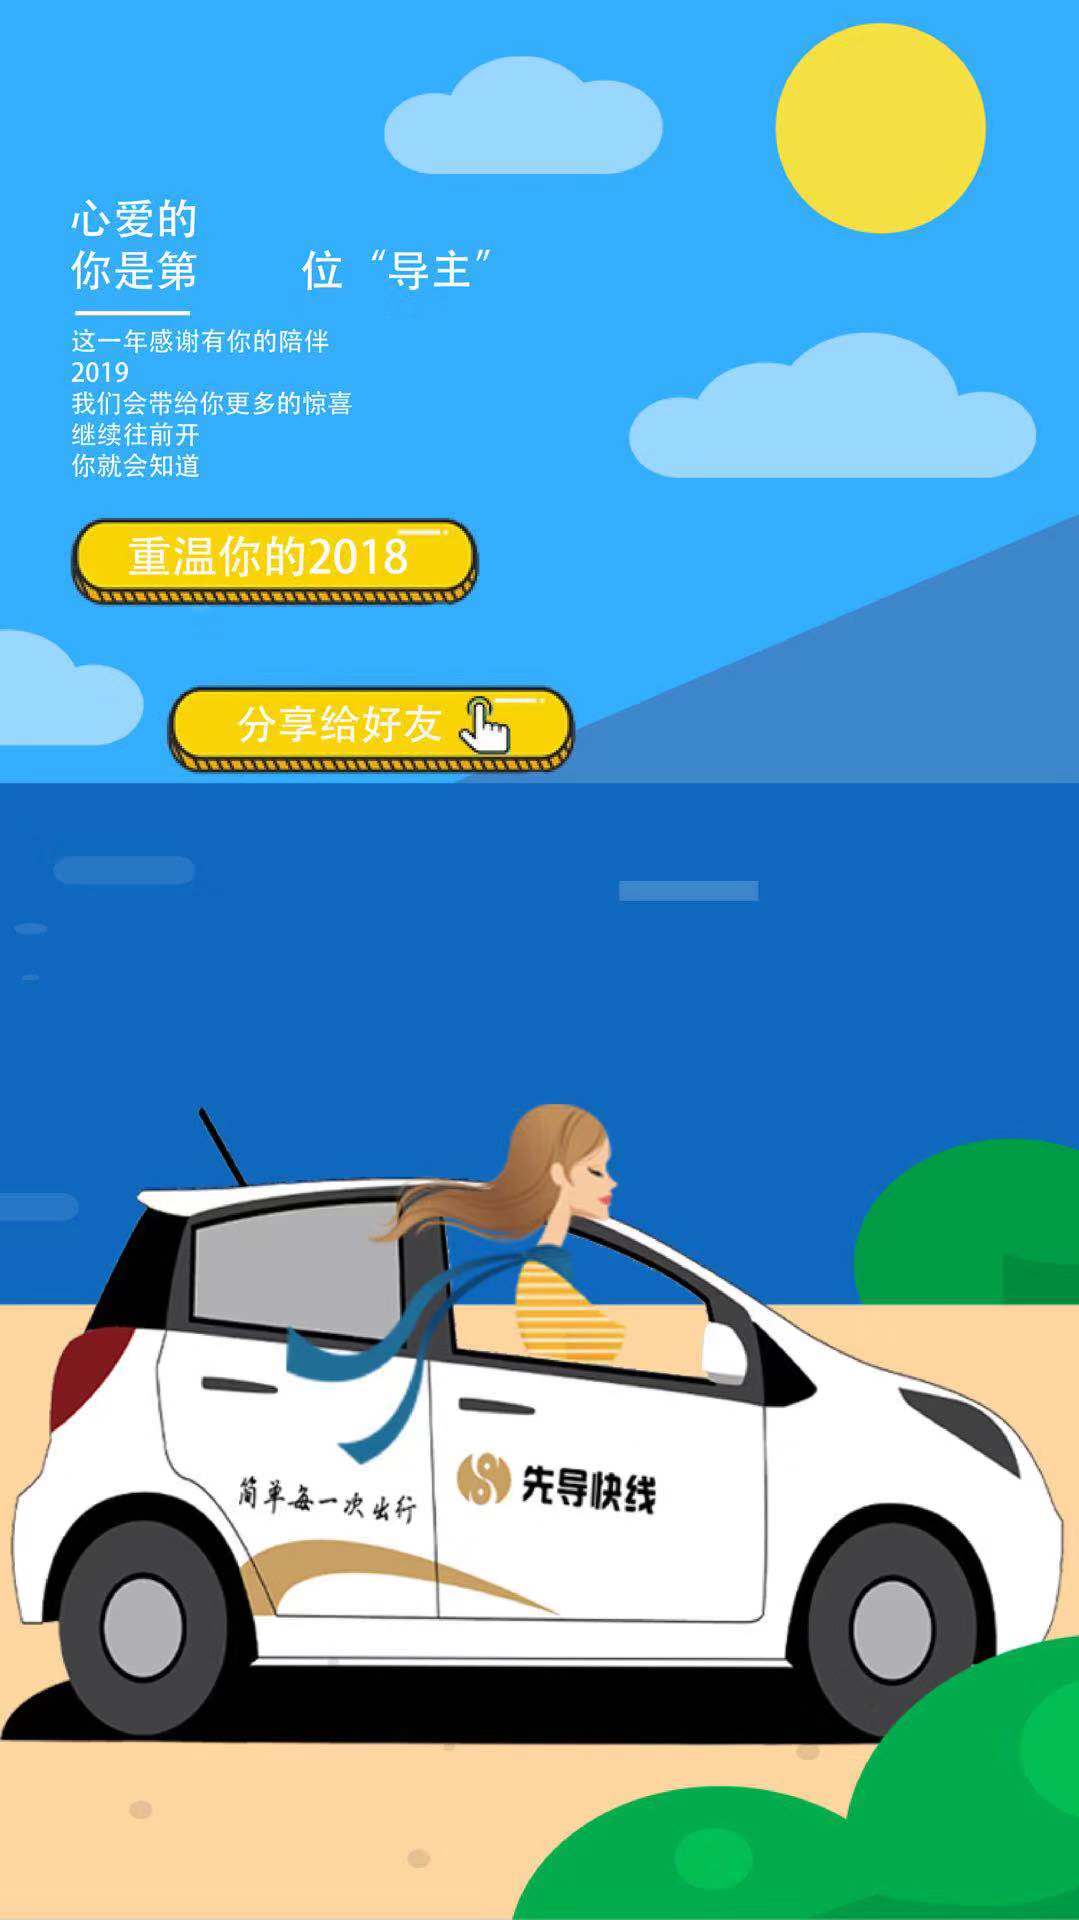 心爱的
你是第 位“导主”
这一年感谢有你的陪伴
2019
我们会带给你更多的惊喜
继续往前开
你就会知道
重温你的2018
分享给好友
先导快线
简单每一次出行